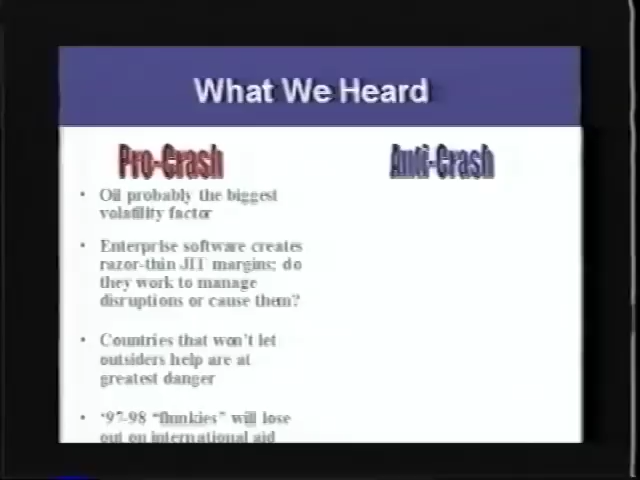 What We Heard
Pro-Crash
Anti-Crash
• Oil probably the biggest
volatility factor
• Enterprise software creates
razor-thin JIT margins; do
they work to manage
disruptions or cause them?
• Countries that won't let
outsiders help are at
greatest danger
• '97-98 "flunkies" will lose
out on international aid